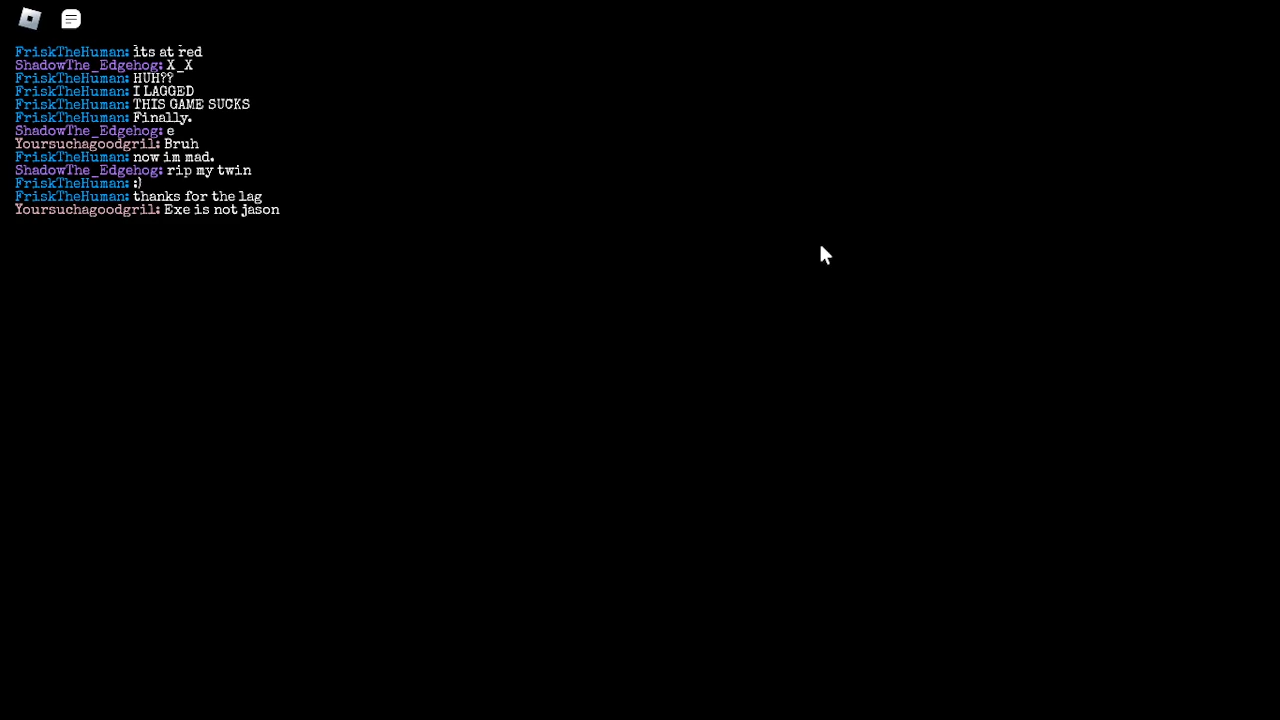 FriskTheHuman: its at red
ShadowThe_Edgehog: X_X
FriskTheHuman: HUH??
FriskTheHuman: I LAGGED
FriskTheHuman: THIS GAME SUCKS
FriskTheHuman: Finally.
ShadowThe_Edgehog: e
Yoursuchagoodgril: Bruh
FriskTheHuman: now im mad.
ShadowThe_Edgehog: rip my twin
FriskTheHuman: :)
FriskTheHuman: thanks for the lag
Yoursuchagoodgril: Exe is not jason